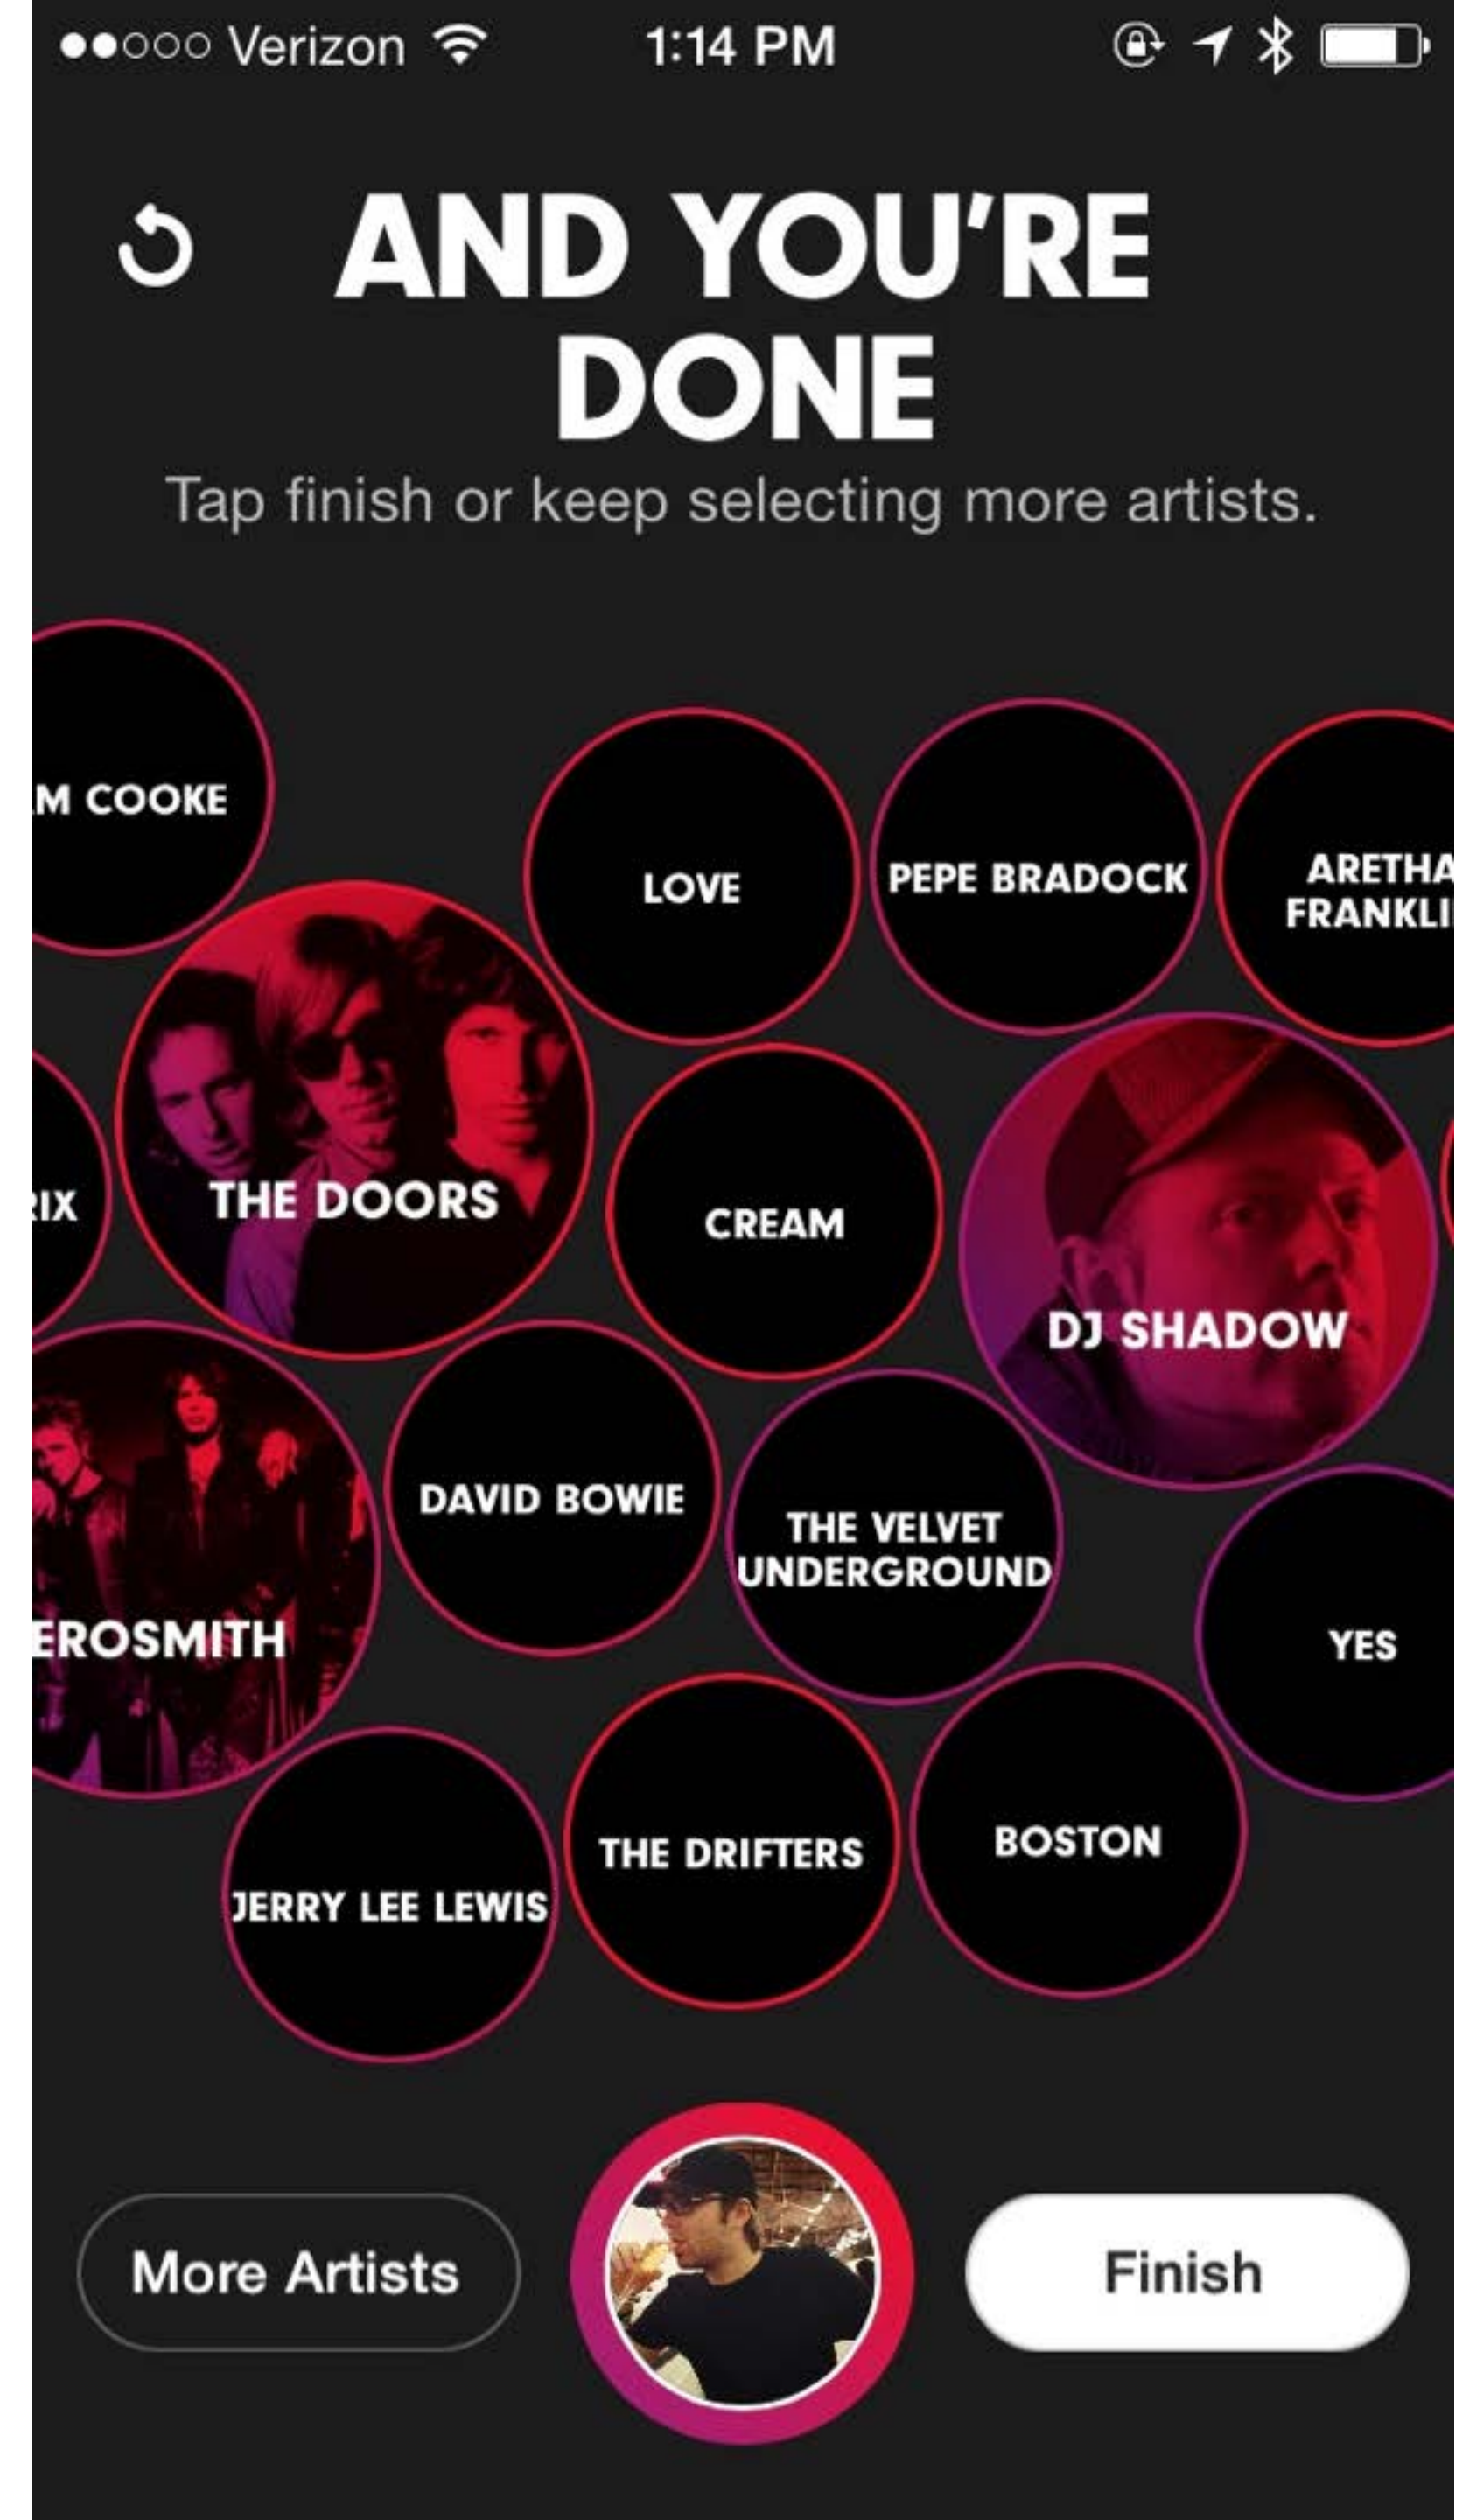 Verizon 1:14 PM
AND YOU'RE
DONE
Tap finish or keep selecting more artists.
M COOKE
LOVE
PEPE BRADOCK
ARETHA
FRANKLI
THE DOORS
RIX
CREAM
DJ SHADOW
DAVID BOWIE
THE VELVET
UNDERGROUND
EROSMITH
YES
THE DRIFTERS
BOSTON
JERRY LEE LEWIS
More Artists
Finish